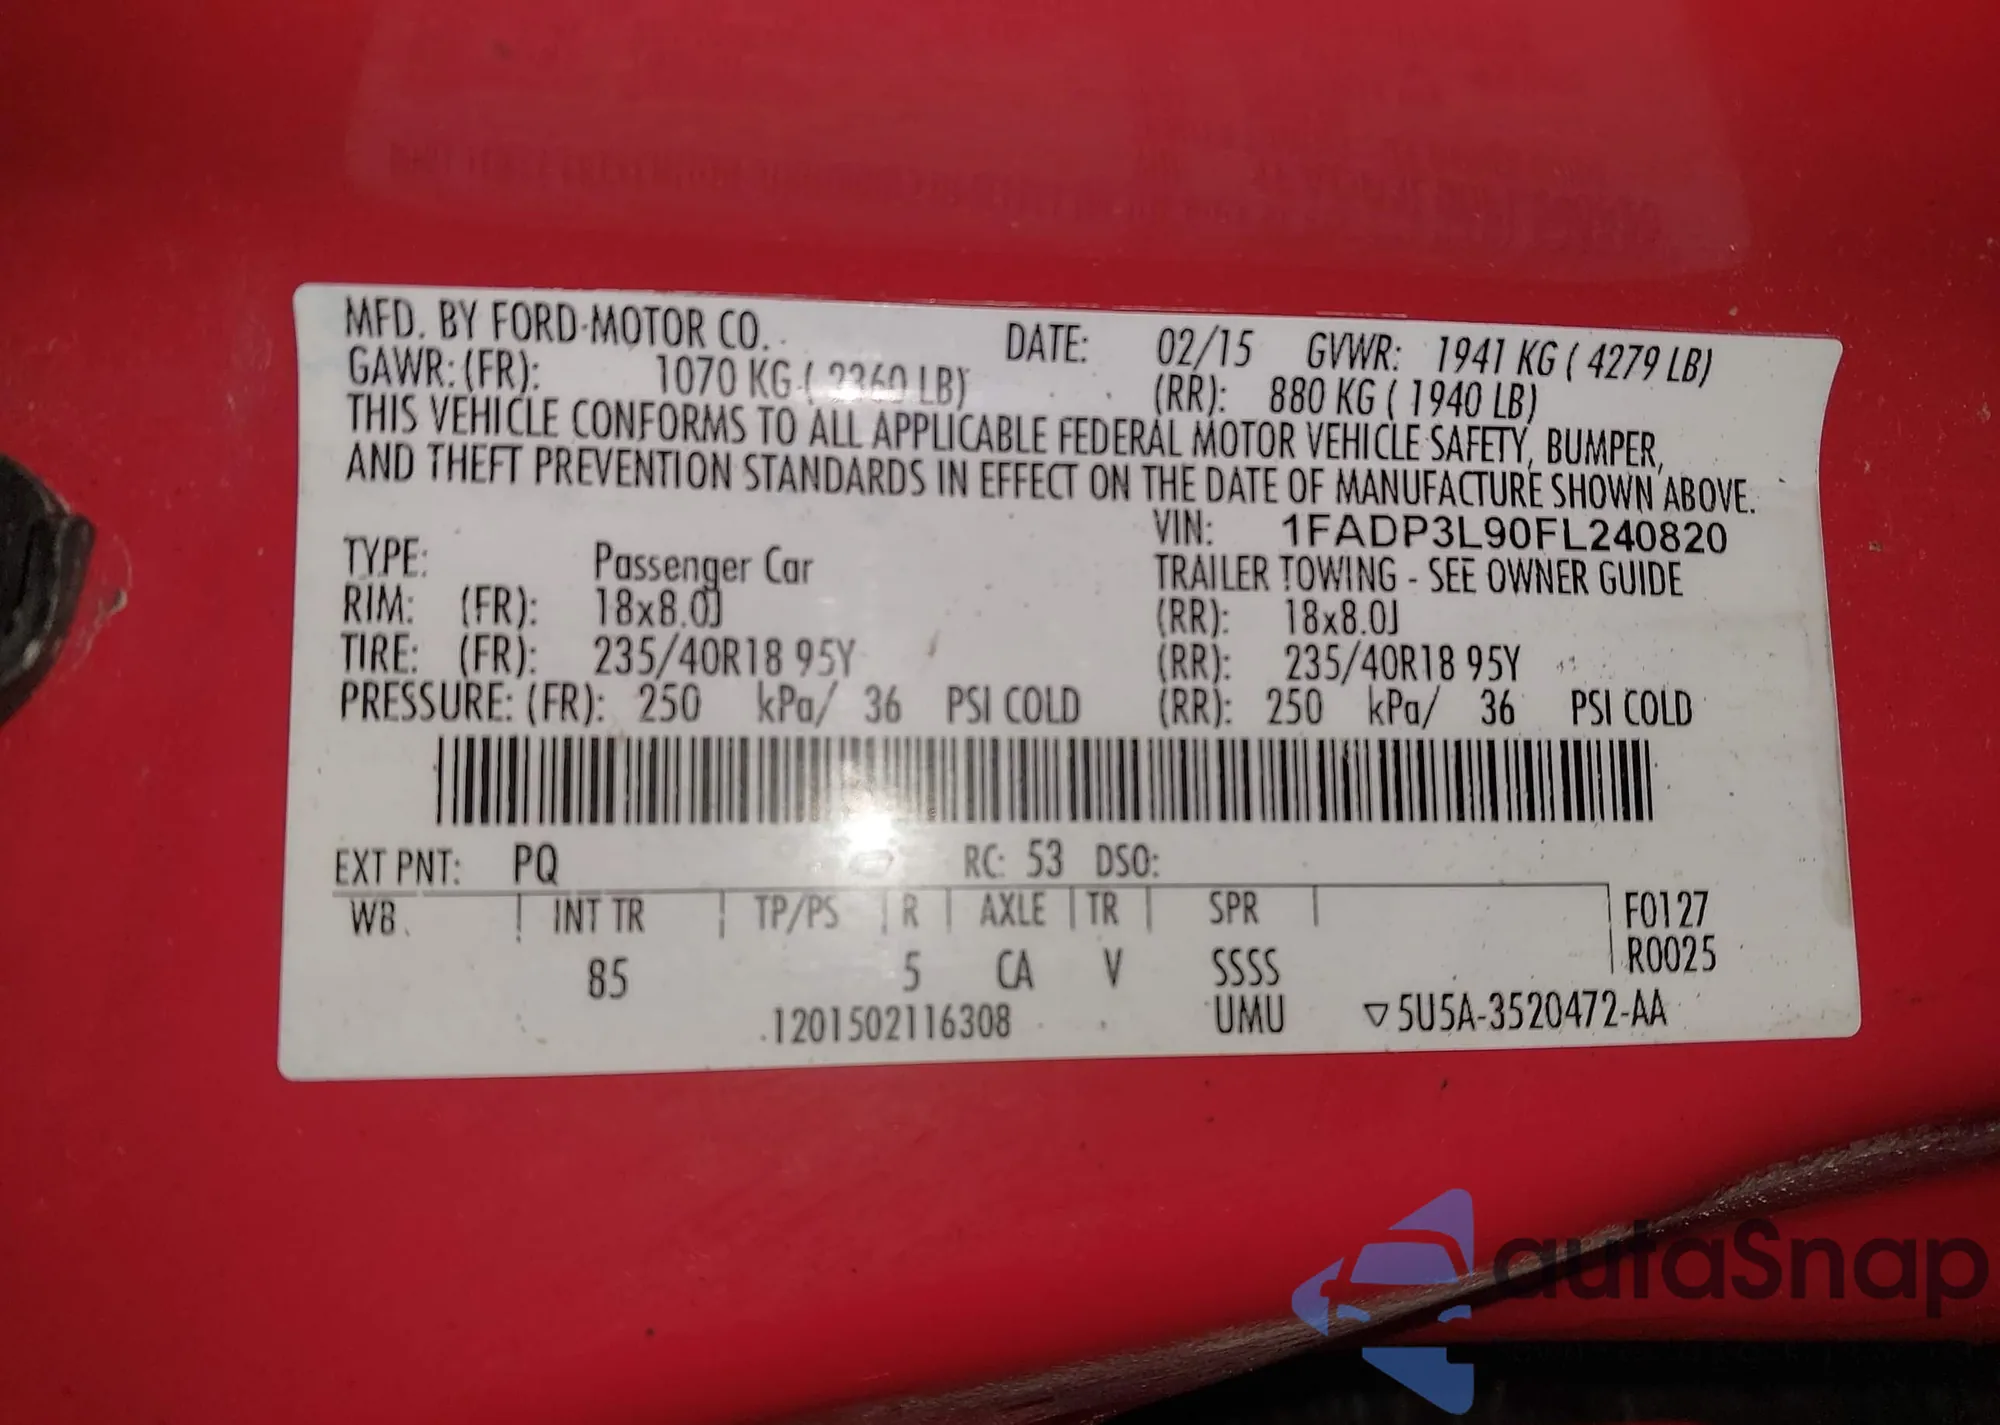 MFD. BY FORD MOTOR CO. DATE: 02/15 GVWR: 1941 KG ( 4279 LB)
GAWR: (FR): 1070 KG ( 2360 LB) (RR): 880 KG ( 1940 LB)
THIS VEHICLE CONFORMS TO ALL APPLICABLE FEDERAL MOTOR VEHICLE SAFETY, BUMPER,
AND THEFT PREVENTION STANDARDS IN EFFECT ON THE DATE OF MANUFACTURE SHOWN ABOVE.
VIN: 1FADP3L90FL240820
TYPE: Passenger Car TRAILER TOWING - SEE OWNER GUIDE
RIM: (FR): 18x8.0J (RR): 18x8.0J
TIRE: (FR): 235/40R18 95Y (RR): 235/40R18 95Y
PRESSURE: (FR): 250 kPa/ 36 PSI COLD (RR): 250 kPa/ 36 PSI COLD
EXT PNT: PQ RC: 53 DSO:
WB INT TR TP/PS R AXLE TR SPR F0127
R0025
85 5 CA V SSSS
1201502116308 UMU ▽5U5A-3520472-AA
autaSnap